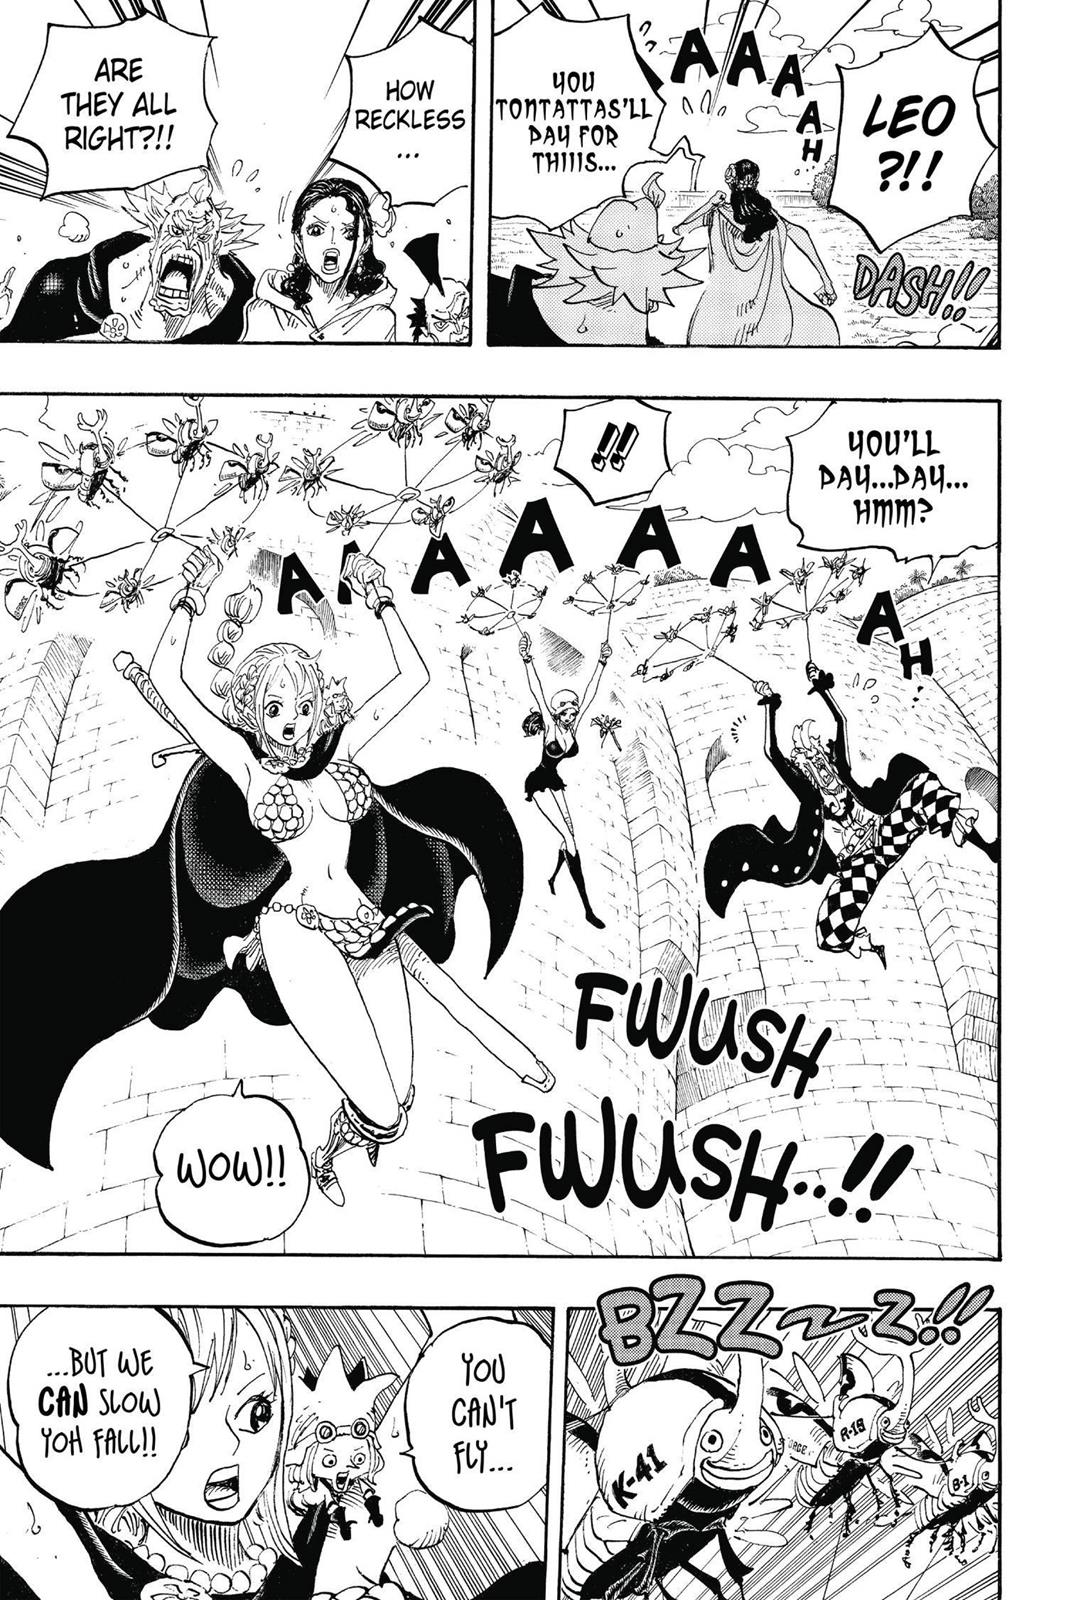 LEO
?!!
AAAAH
YOU
TONTATTAS'LL
PAY FOR
THIIIS...
DASH!!
HOW
RECKLESS
...
ARE
THEY ALL
RIGHT?!!
YOU'LL
PAY...PAY...
HMM?
!!
AAAAAAAH
FWUSH
FWUSH...!!
WOW!!
BZZ~Z!!
K-41
R-18
B-1
YOU
CAN'T
FLY...
...BUT WE
CAN SLOW
YOH FALL!!